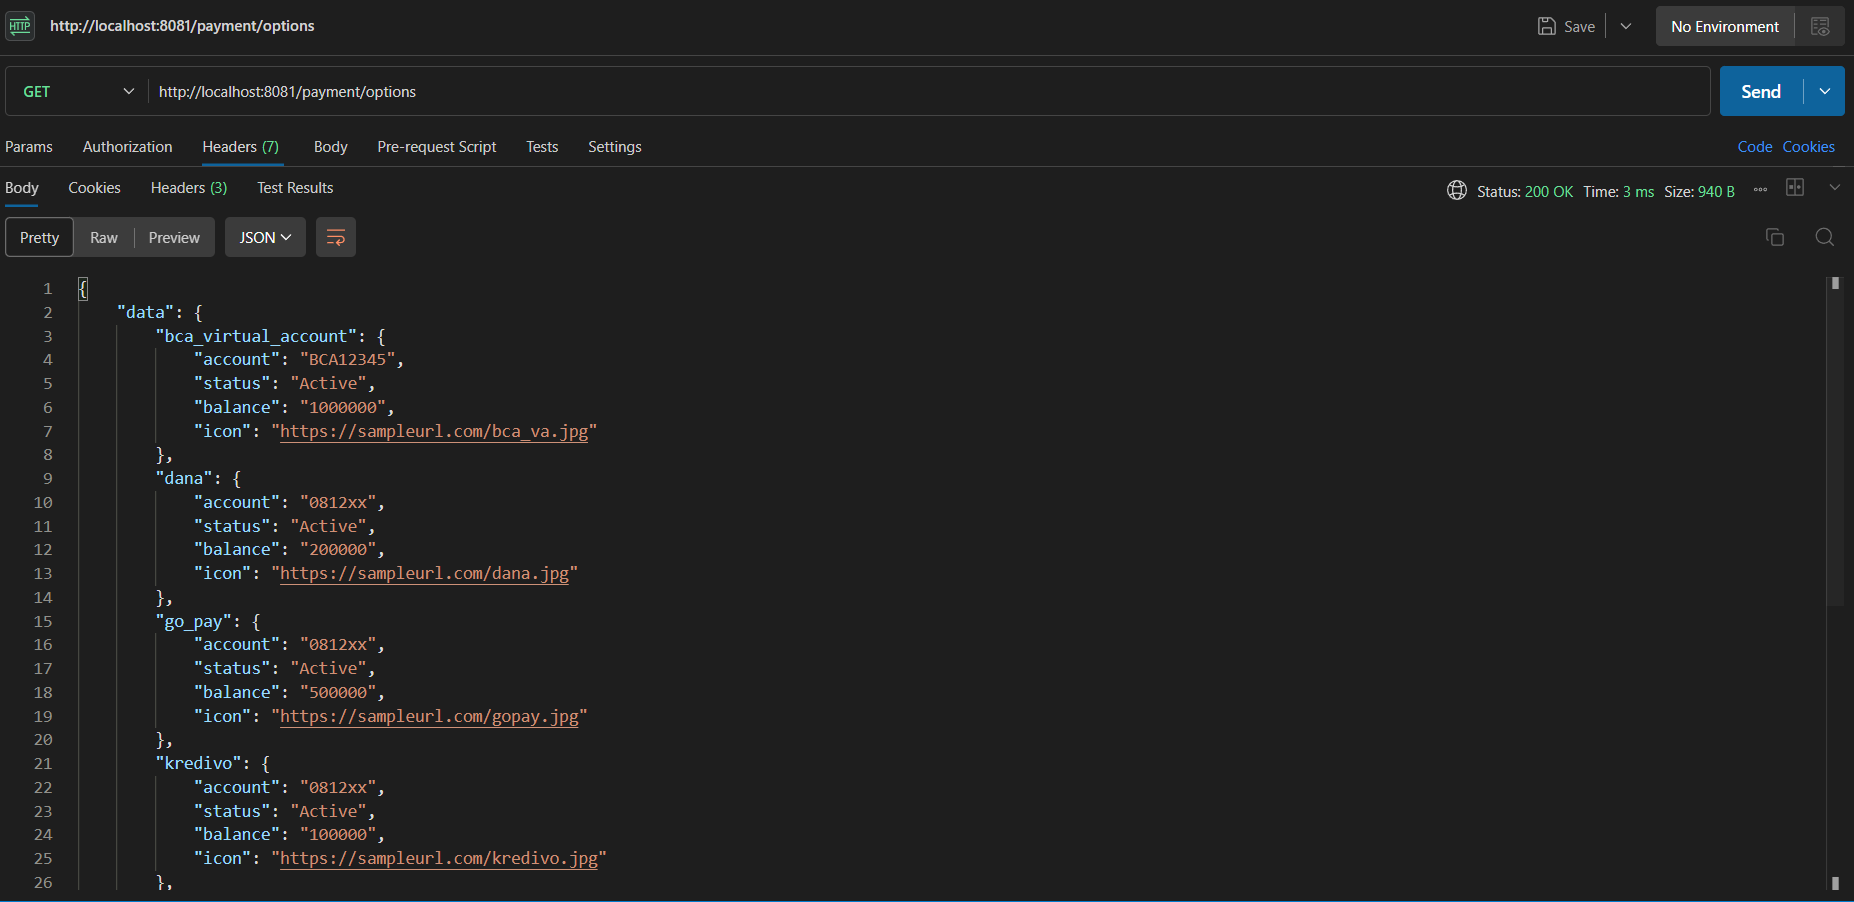 HTTP http://localhost:8081/payment/options Save No Environment
GET http://localhost:8081/payment/options Send
Params Authorization Headers (7) Body Pre-request Script Tests Settings Code Cookies
Body Cookies Headers (3) Test Results Status: 200 OK Time: 3 ms Size: 940 B
Pretty Raw Preview JSON
1 {
2 "data": {
3 "bca_virtual_account": {
4 "account": "BCA12345",
5 "status": "Active",
6 "balance": "1000000",
7 "icon": "https://sampleurl.com/bca_va.jpg"
8 },
9 "dana": {
10 "account": "0812xx",
11 "status": "Active",
12 "balance": "200000",
13 "icon": "https://sampleurl.com/dana.jpg"
14 },
15 "go_pay": {
16 "account": "0812xx",
17 "status": "Active",
18 "balance": "500000",
19 "icon": "https://sampleurl.com/gopay.jpg"
20 },
21 "kredivo": {
22 "account": "0812xx",
23 "status": "Active",
24 "balance": "100000",
25 "icon": "https://sampleurl.com/kredivo.jpg"
26 },